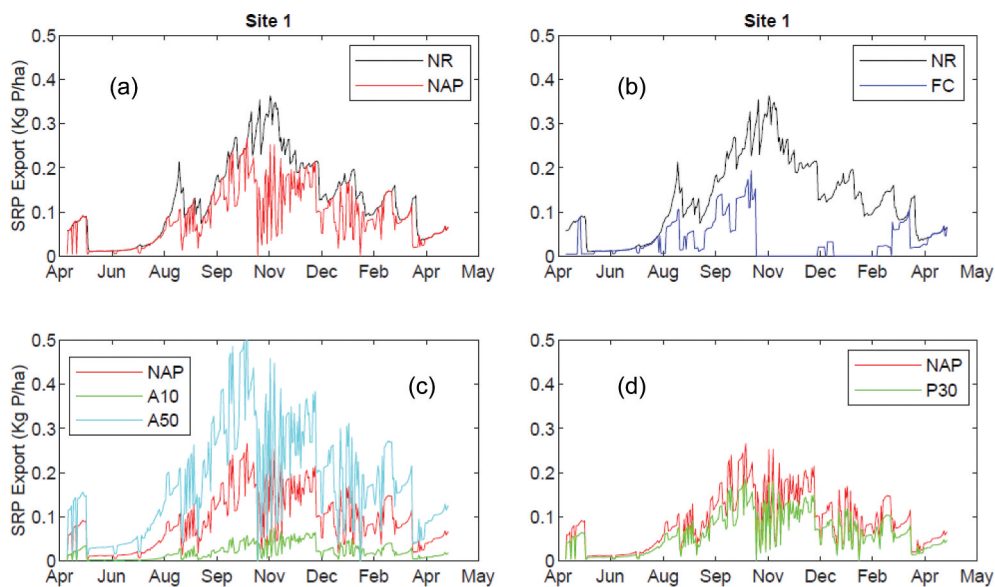 Site 1
SRP Export (Kg P/ha)
0.5
0.4
0.3
0.2
0.1
0
(a)
NR
NAP
Apr Jun Aug Sep Nov Dec Feb Apr May
Site 1
0.5
0.4
0.3
0.2
0.1
0
(b)
NR
FC
Apr Jun Aug Sep Nov Dec Feb Apr May
SRP Export (Kg P/ha)
0.5
0.4
0.3
0.2
0.1
0
NAP
A10
A50
(c)
Apr Jun Aug Sep Nov Dec Feb Apr May
0.5
0.4
0.3
0.2
0.1
0
(d)
NAP
P30
Apr Jun Aug Sep Nov Dec Feb Apr May